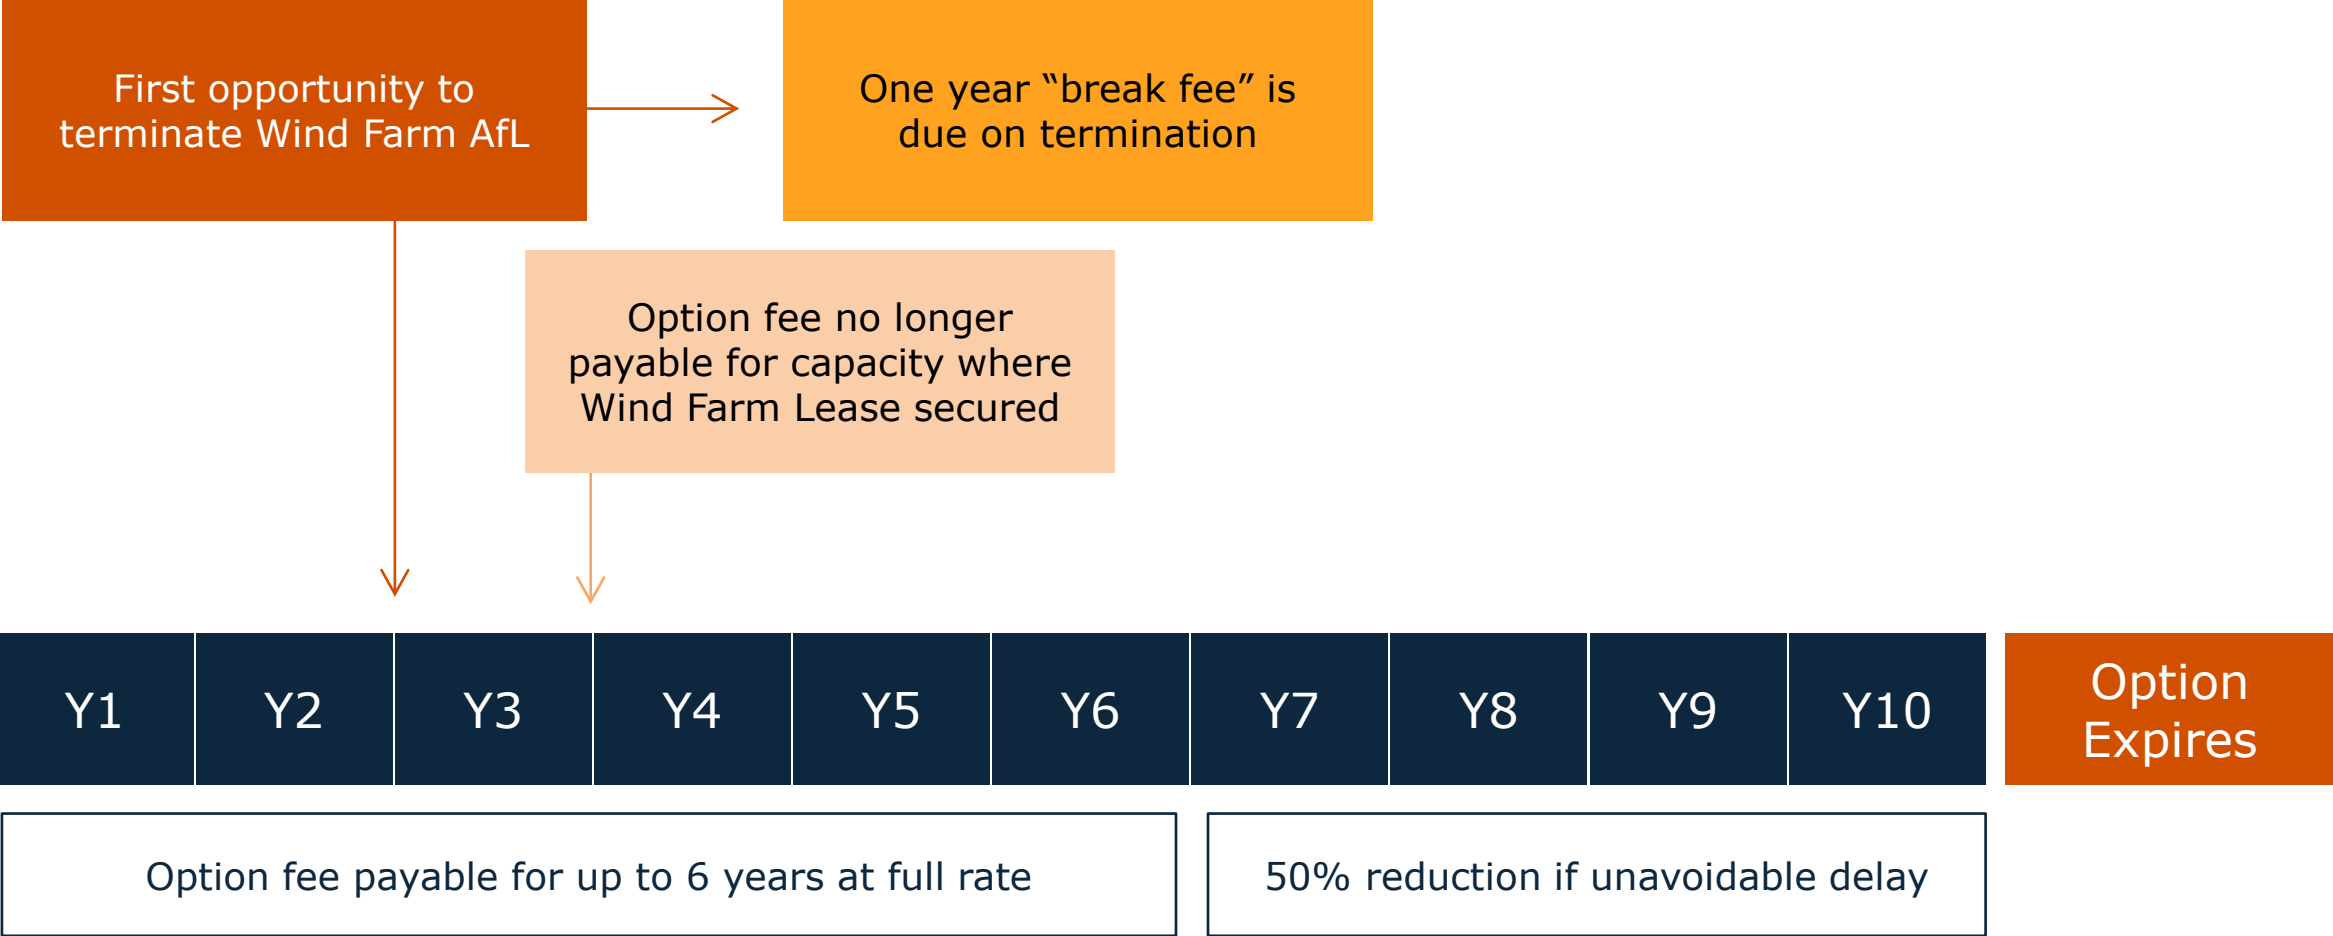 First opportunity to
terminate Wind Farm AfL
One year “break fee” is
due on termination
Option fee no longer
payable for capacity where
Wind Farm Lease secured
Y1
Y2
Y3
Y4
Y5
Y6
Y7
Y8
Y9
Y10
Option
Expires
Option fee payable for up to 6 years at full rate
50% reduction if unavoidable delay